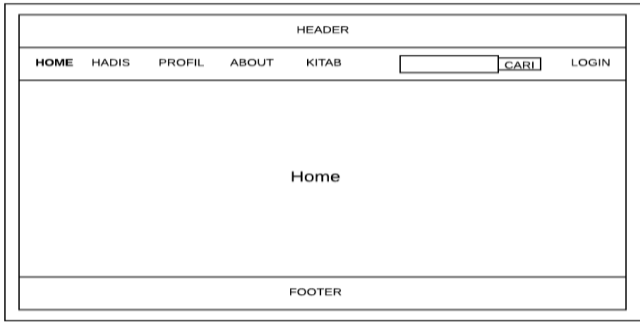 HEADER
HOME HADIS PROFIL ABOUT KITAB CARI LOGIN
Home
FOOTER